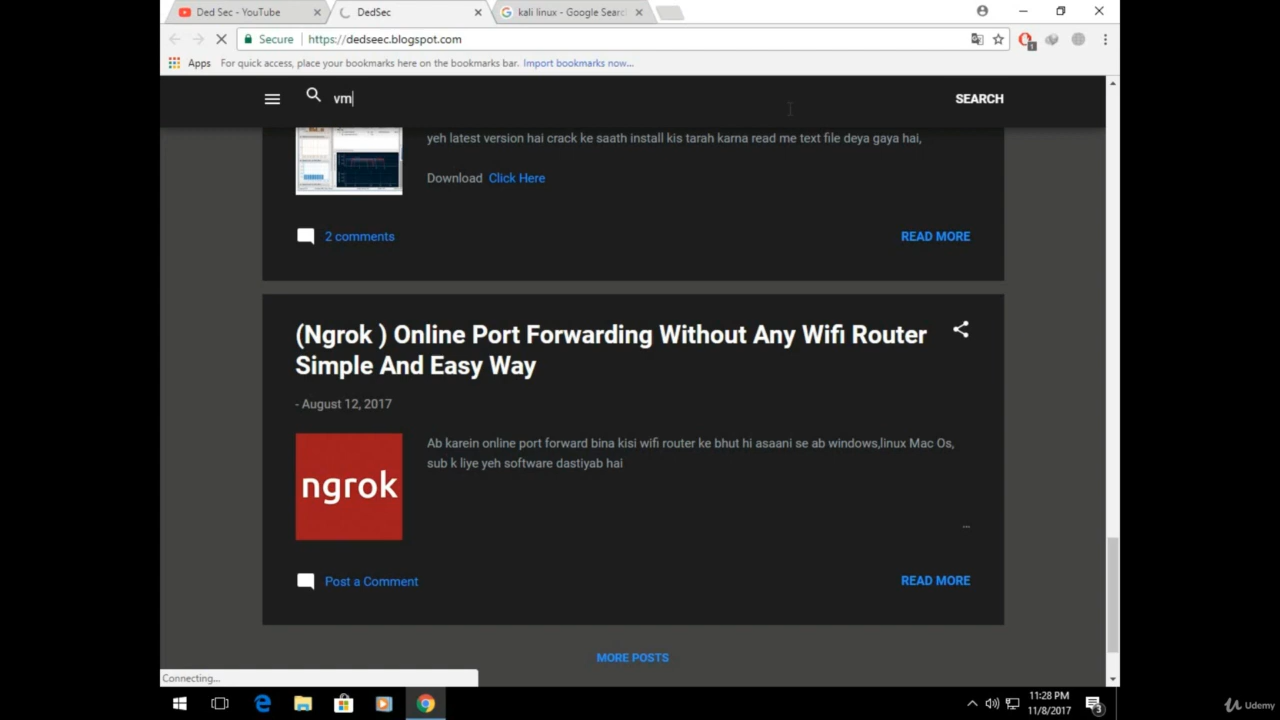 Ded Sec - YouTube
DedSec
kali linux - Google Searc
Secure
https://dedseec.blogspot.com
1
Apps
For quick access, place your bookmarks here on the bookmarks bar. Import bookmarks now...
vm
SEARCH
yeh latest version hai crack ke saath install kis tarah karna read me text file deya gaya hai,
Download Click Here
2 comments
READ MORE
(Ngrok ) Online Port Forwarding Without Any Wifi Router
Simple And Easy Way
- August 12, 2017
ngrok
Ab karein online port forward bina kisi wifi router ke bhut hi asaani se ab windows,linux Mac Os,
sub k liye yeh software dastiyab hai
...
Post a Comment
READ MORE
MORE POSTS
Connecting...
11:28 PM
11/8/2017
3
Udemy